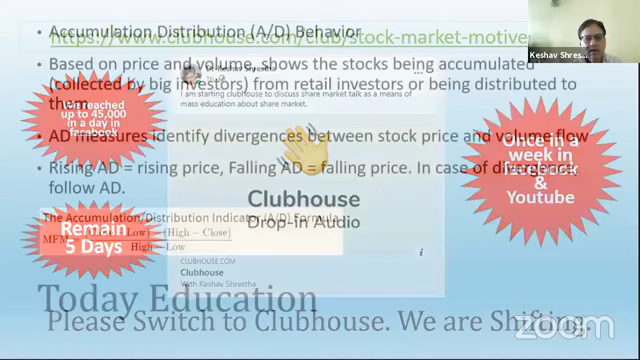 Accumulation Distribution (A/D) Behavior
https://www.clubhouse.com/club/stock-market-motive
Based on price and volume, shows the stocks being accumulated
(collected by big investors) from retail investors or being distributed to
them.
AD measures identify divergences between stock price and volume flow
Rising AD = rising price, Falling AD = falling price. In case of divergence,
follow AD.
The Accumulation/Distribution Indicator (A/D) Formula
(High − Close)
High − Low
Today Education
Keshav Shrestha
I am starting clubhouse to discuss share market talk as a means of
mass education about share market.
Clubhouse
Drop-in Audio
CLUBHOUSE.COM
Clubhouse
With Keshav Shrestha
We reached
up to 45,000
in a day in
facebook
Remain
5 Days
Once in a
week in
Facebook
&
Youtube
Please Switch to Clubhouse. We are Shifting.
Keshav Shres...
zoom